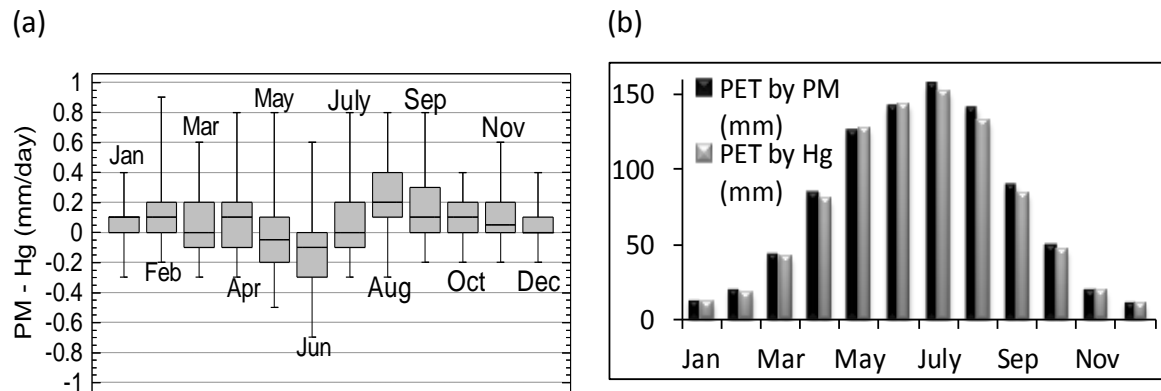 (a)
(b)
PM - Hg (mm/day)
1
0.8
0.6
0.4
0.2
0
-0.2
-0.4
-0.6
-0.8
-1
Jan
Feb
Mar
Apr
May
Jun
July
Aug
Sep
Oct
Nov
Dec
PET by PM
(mm)
PET by Hg
(mm)
150
100
50
0
Jan Mar May July Sep Nov